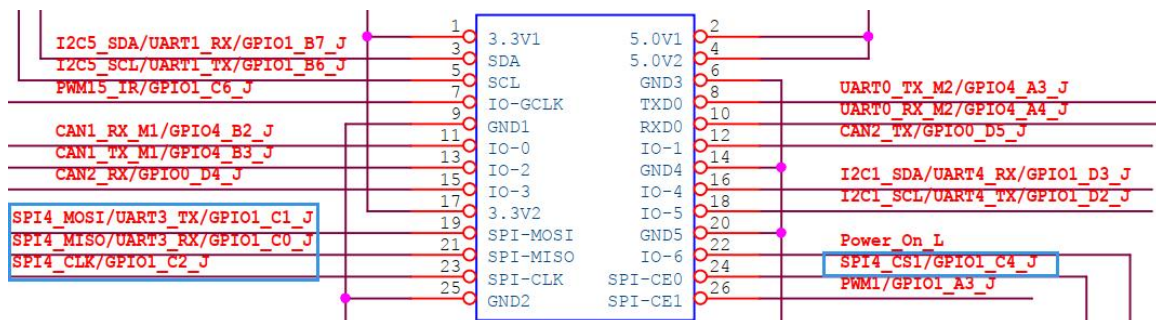 1 2
3.3V1 5.0V1
I2C5_SDA/UART1_RX/GPIO1_B7_J 3 4
SDA 5.0V2
I2C5_SCL/UART1_TX/GPIO1_B6_J 5 6
SCL GND3
PWM15_IR/GPIO1_C6_J 7 8 UART0_TX_M2/GPIO4_A3_J
IO-GCLK TXD0
9 10 UART0_RX_M2/GPIO4_A4_J
GND1 RXD0
CAN1_RX_M1/GPIO4_B2_J 11 12 CAN2_TX/GPIO0_D5_J
IO-0 IO-1
CAN1_TX_M1/GPIO4_B3_J 13 14
IO-2 GND4
CAN2_RX/GPIO0_D4_J 15 16 I2C1_SDA/UART4_RX/GPIO1_D3_J
IO-3 IO-4
17 18 I2C1_SCL/UART4_TX/GPIO1_D2_J
3.3V2 IO-5
SPI4_MOSI/UART3_TX/GPIO1_C1_J 19 20
SPI-MOSI GND5
SPI4_MISO/UART3_RX/GPIO1_C0_J 21 22 Power_On_L
SPI-MISO IO-6
SPI4_CLK/GPIO1_C2_J 23 24 SPI4_CS1/GPIO1_C4_J
SPI-CLK SPI-CE0
25 26 PWM1/GPIO1_A3_J
GND2 SPI-CE1